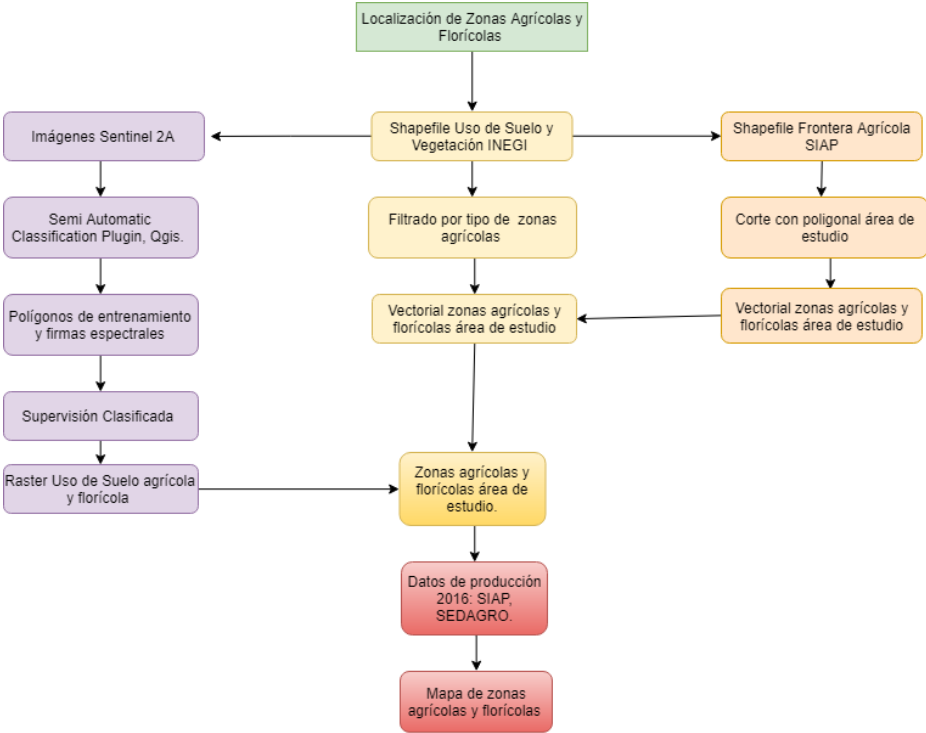 Localización de Zonas Agrícolas y
Florícolas
Imágenes Sentinel 2A
Shapefile Uso de Suelo y
Vegetación INEGI
Shapefile Frontera Agrícola
SIAP
Semi Automatic
Classification Plugin, Qgis.
Filtrado por tipo de zonas
agrícolas
Corte con poligonal área de
estudio
Polígonos de entrenamiento
y firmas espectrales
Vectorial zonas agrícolas y
florícolas área de estudio
Vectorial zonas agrícolas y
florícolas área de estudio
Supervisión Clasificada
Raster Uso de Suelo agrícola
y florícola
Zonas agrícolas y
florícolas área de
estudio.
Datos de producción
2016: SIAP,
SEDAGRO.
Mapa de zonas
agrícolas y florícolas